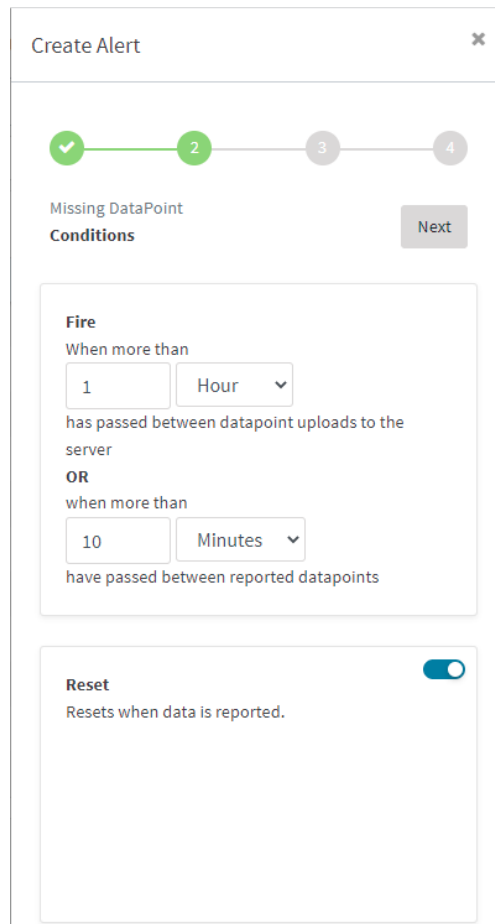 Create Alert
2 3 4
Missing DataPoint
Conditions
Next
Fire
When more than
1 Hour
has passed between datapoint uploads to the
server
OR
when more than
10 Minutes
have passed between reported datapoints
Reset
Resets when data is reported.